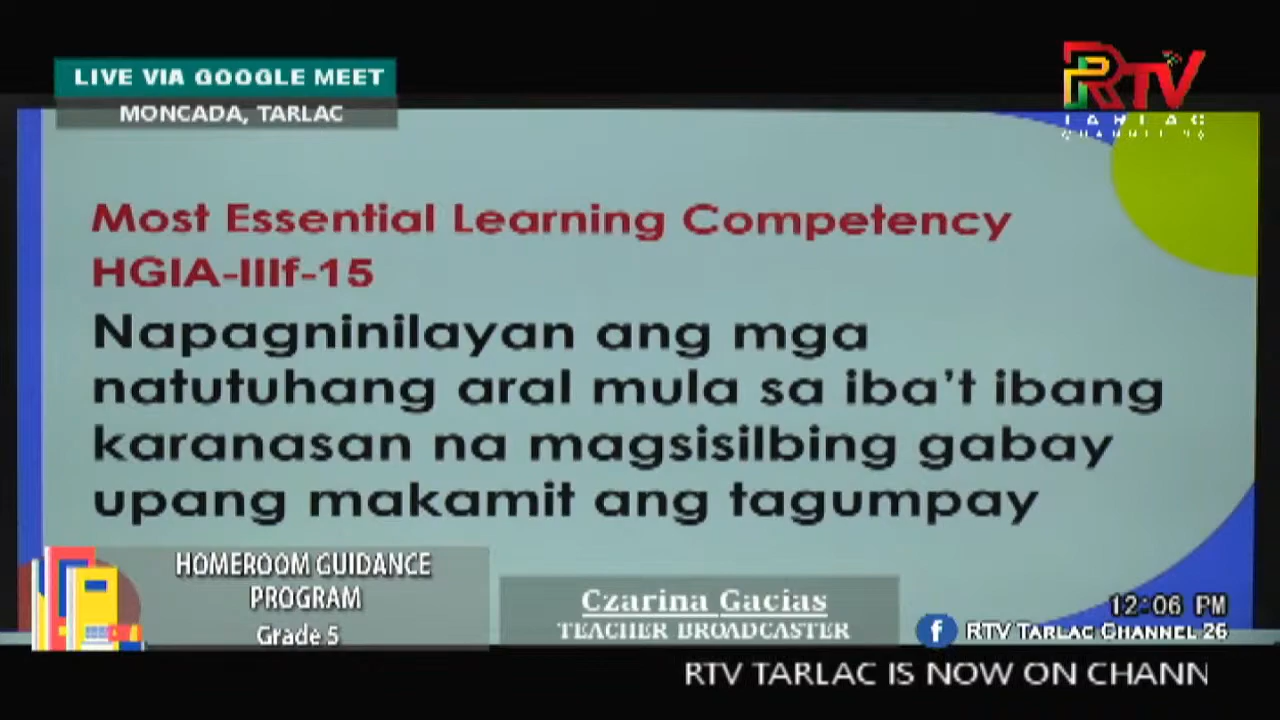 LIVE VIA GOOGLE MEET
MONCADA, TARLAC
RTV
TARLAC
CHANNEL 26
Most Essential Learning Competency
HGIA-IIIf-15
Napagninilayan ang mga
natutuhang aral mula sa iba't ibang
karanasan na magsisilbing gabay
upang makamit ang tagumpay
HOMEROOM GUIDANCE
PROGRAM
Grade 5
Czarina Gacias
TEACHER BROADCASTER
12:06 PM
f RTV TARLAC CHANNEL 26
RTV TARLAC IS NOW ON CHANN